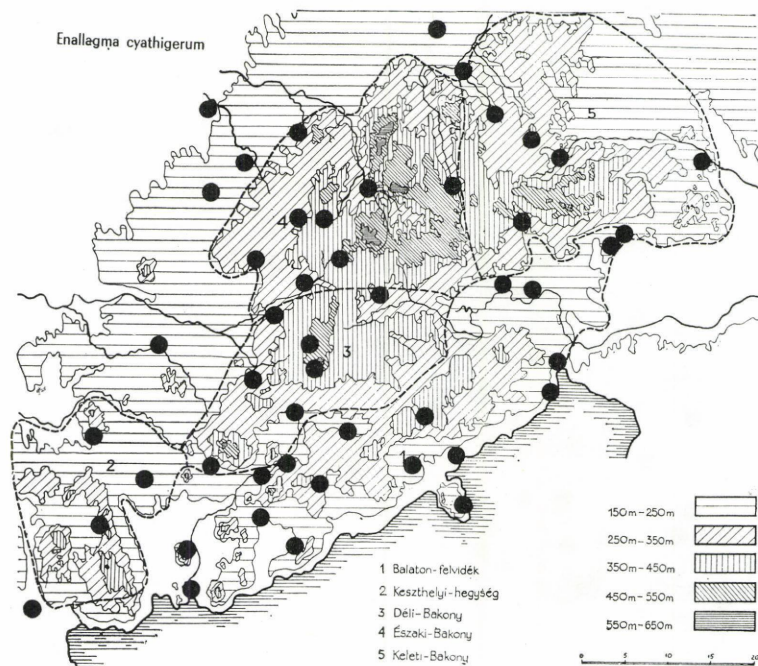 Enallagma cyathigerum
5
4
3
2
1
1 Balaton-felvidék
2 Keszthelyi-hegység
3 Déli-Bakony
4 Északi-Bakony
5 Keleti-Bakony
150m-250m
250m-350m
350m-450m
450m-550m
550m-650m
0 5 10 15 20